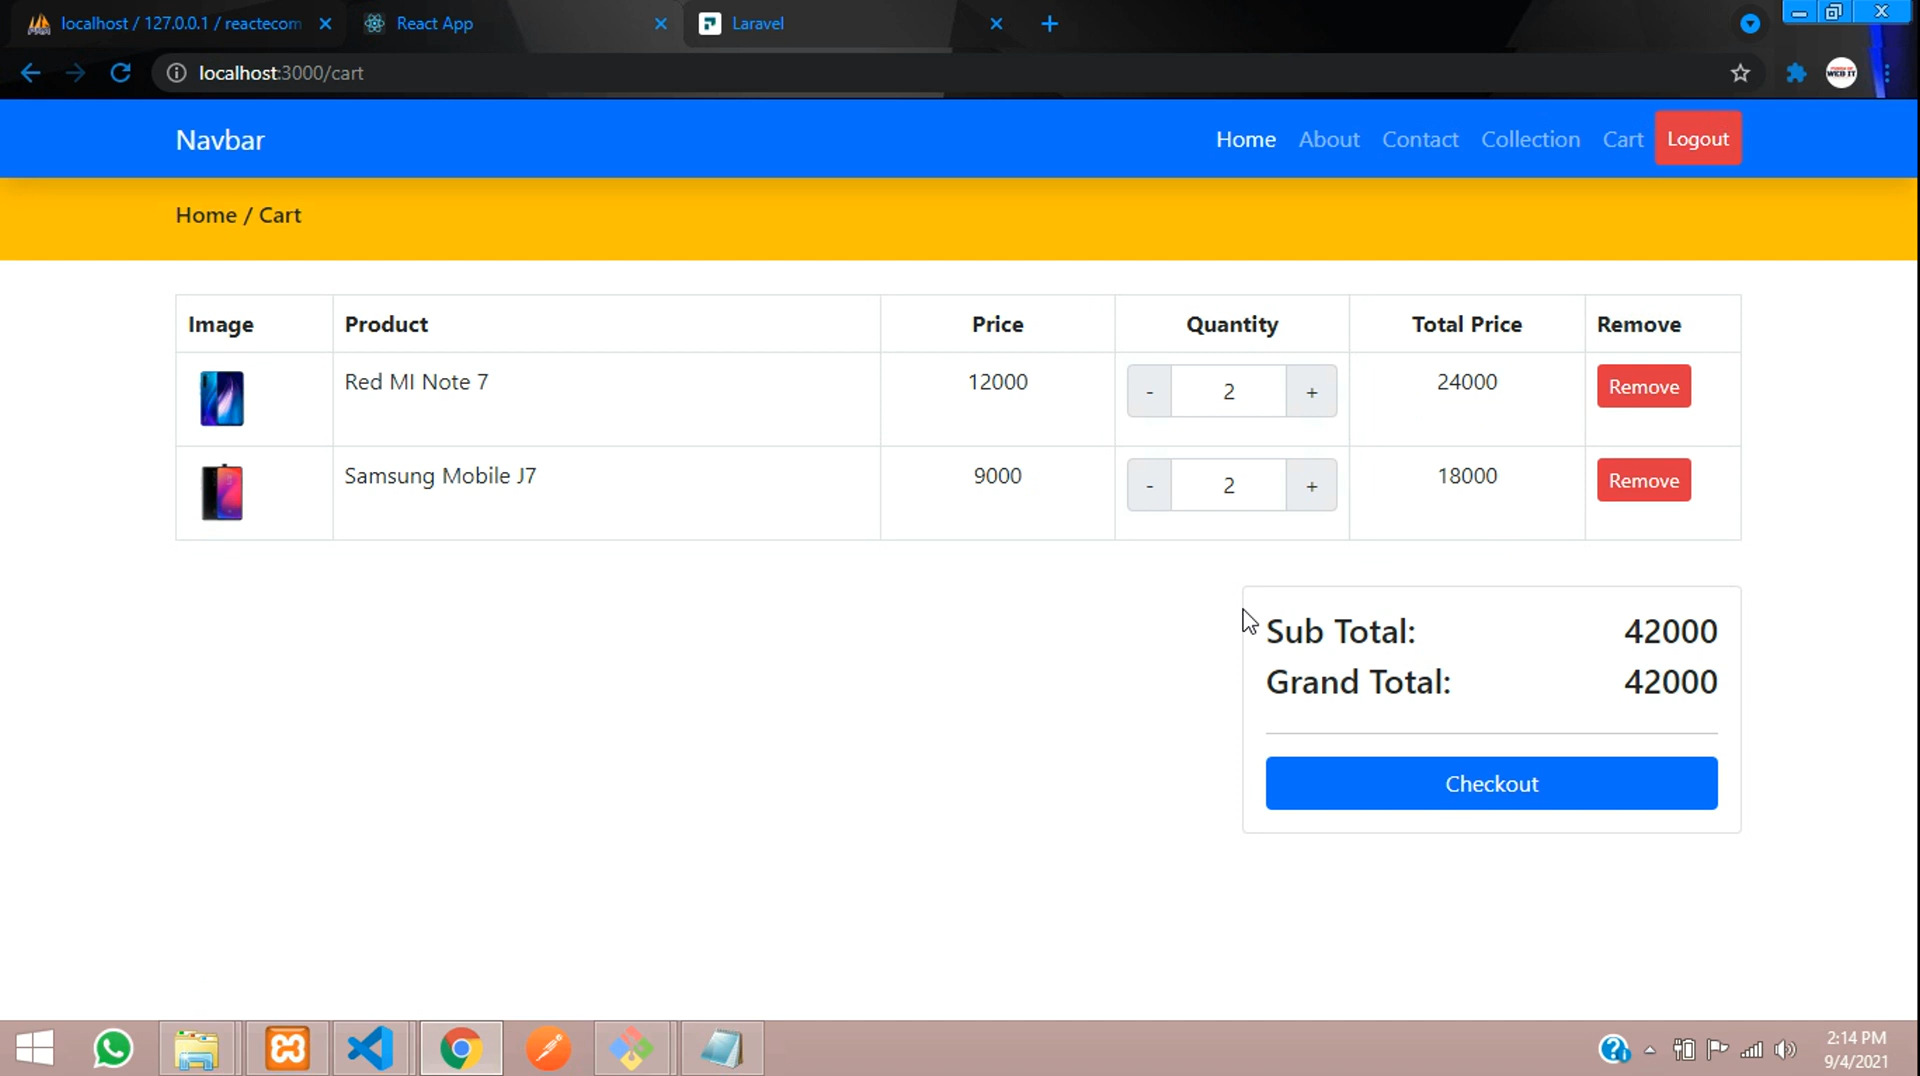 localhost / 127.0.0.1 / reactecom
React App
Laravel
localhost:3000/cart
WEB IT
Navbar
Home About Contact Collection Cart Logout
Home / Cart
Image Product Price Quantity Total Price Remove
Red MI Note 7 12000 - 2 + 24000 Remove
Samsung Mobile J7 9000 - 2 + 18000 Remove
Sub Total: 42000
Grand Total: 42000
Checkout
2:14 PM
9/4/2021